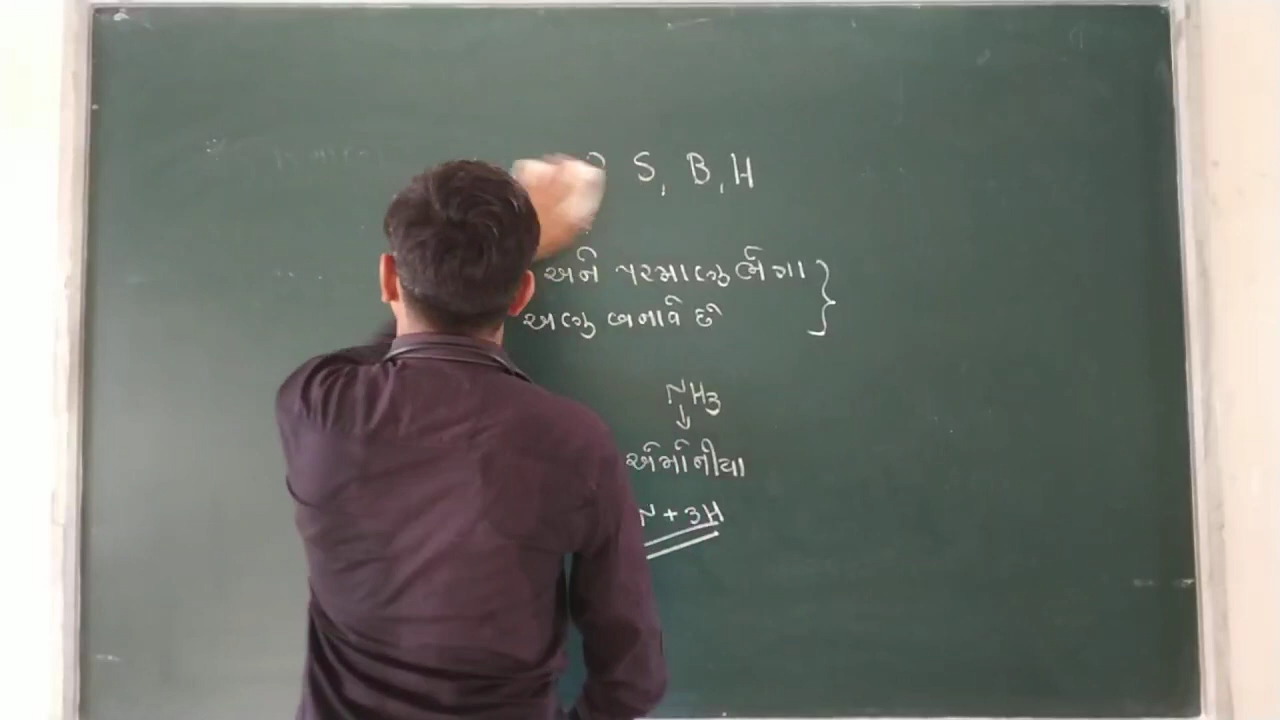 S, B, H
અને પરમાણુ ભેગા
અણુ બનાવે છે
NH3
↓
એમોનીયા
N + 3H